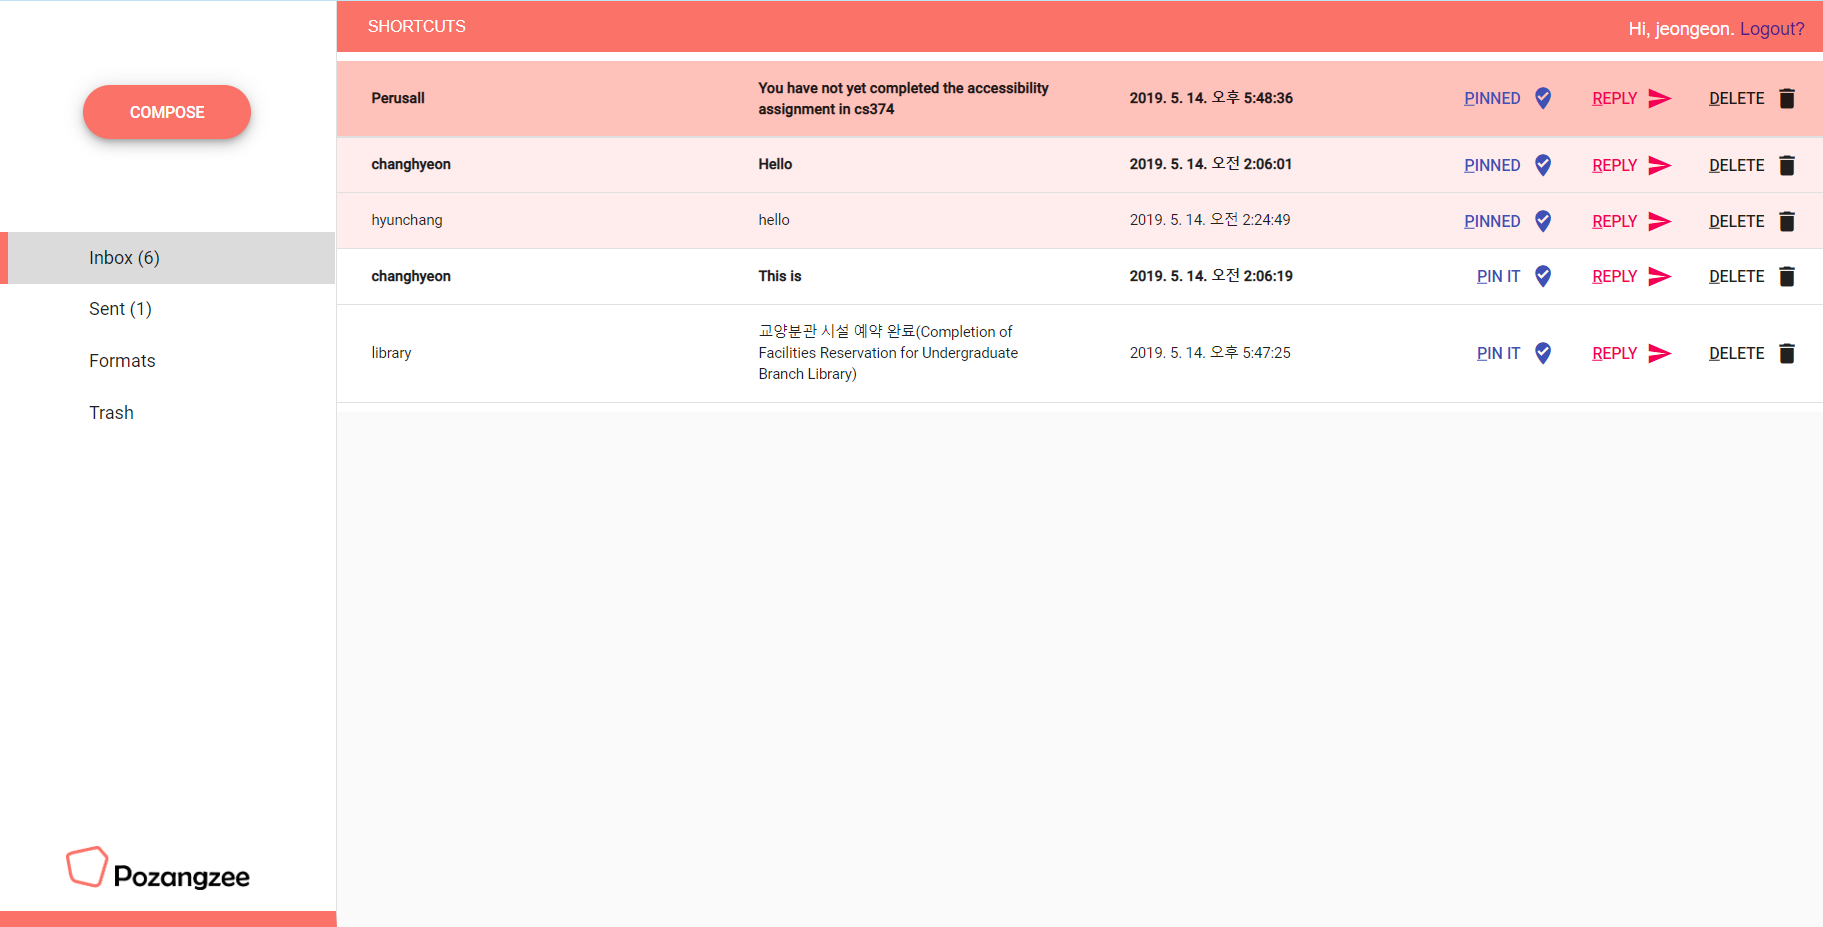 SHORTCUTS
Hi, jeongeon. Logout?
COMPOSE
Inbox (6)
Sent (1)
Formats
Trash
Perusall
You have not yet completed the accessibility
assignment in cs374
2019. 5. 14. 오후 5:48:36
PINNED
REPLY
DELETE
changhyeon
Hello
2019. 5. 14. 오전 2:06:01
PINNED
REPLY
DELETE
hyunchang
hello
2019. 5. 14. 오전 2:24:49
PINNED
REPLY
DELETE
changhyeon
This is
2019. 5. 14. 오전 2:06:19
PIN IT
REPLY
DELETE
library
교양분관 시설 예약 완료(Completion of
Facilities Reservation for Undergraduate
Branch Library)
2019. 5. 14. 오후 5:47:25
PIN IT
REPLY
DELETE
Pozangzee